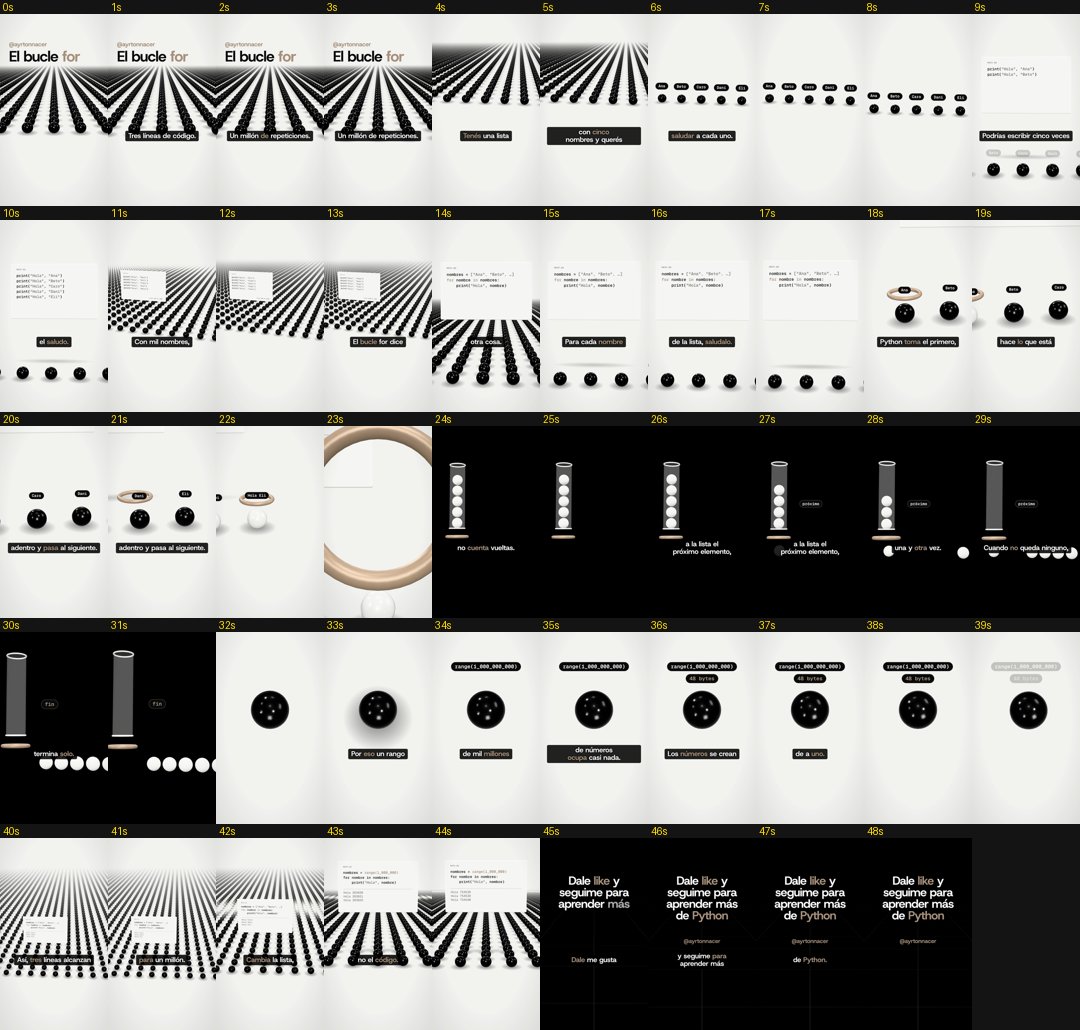 0s
1s
2s
3s
4s
5s
6s
7s
8s
9s
@ayrtonnacer
El bucle for
@ayrtonnacer
El bucle for
Tres líneas de código.
@ayrtonnacer
El bucle for
Un millón de repeticiones.
@ayrtonnacer
El bucle for
Un millón de repeticiones.
Tenés una lista
con cinco
nombres y querés
Ana Beto Caro Dani Eli
saludar a cada uno.
Ana Beto Caro Dani Eli
Ana Beto Caro Dani Eli
print("Hola", "Ana")
print("Hola", "Beto")
Podrías escribir cinco veces
10s
11s
12s
13s
14s
15s
16s
17s
18s
19s
print("Hola", "Ana")
print("Hola", "Beto")
print("Hola", "Caro")
print("Hola", "Dani")
print("Hola", "Eli")
el saludo.
Con mil nombres,
El bucle for dice
nombres = ["Ana", "Beto", …]
for nombre in nombres:
print("Hola", nombre)
otra cosa.
nombres = ["Ana", "Beto", …]
for nombre in nombres:
print("Hola", nombre)
Para cada nombre
nombres = ["Ana", "Beto", …]
for nombre in nombres:
print("Hola", nombre)
de la lista, saludalo.
nombres = ["Ana", "Beto", …]
for nombre in nombres:
print("Hola", nombre)
Ana Beto
Python toma el primero,
Beto Caro
hace lo que está
20s
21s
22s
23s
24s
25s
26s
27s
28s
29s
Caro Dani
adentro y pasa al siguiente.
Dani Eli
adentro y pasa al siguiente.
Hola Eli
no cuenta vueltas.
a la lista el
próximo elemento,
próximo
a la lista el
próximo elemento,
próximo
una y otra vez.
próximo
Cuando no queda ninguno,
30s
31s
32s
33s
34s
35s
36s
37s
38s
39s
fin
termina solo.
fin
Por eso un rango
range(1_000_000_000)
de mil millones
range(1_000_000_000)
de números
ocupa casi nada.
range(1_000_000_000)
48 bytes
Los números se crean
range(1_000_000_000)
48 bytes
de a uno.
range(1_000_000_000)
48 bytes
range(1_000_000_000)
48 bytes
40s
41s
42s
43s
44s
45s
46s
47s
48s
Así, tres líneas alcanzan
para un millón.
Cambia la lista,
nombres = range(1_000_000)
for nombre in nombres:
print("Hola", nombre)
no el código.
nombres = range(1_000_000)
for nombre in nombres:
print("Hola", nombre)
Dale like y
seguime para
aprender más
Dale me gusta
Dale like y
seguime para
aprender más
de Python
@ayrtonnacer
y seguime para
aprender más
Dale like y
seguime para
aprender más
de Python
@ayrtonnacer
de Python.
Dale like y
seguime para
aprender más
de Python
@ayrtonnacer